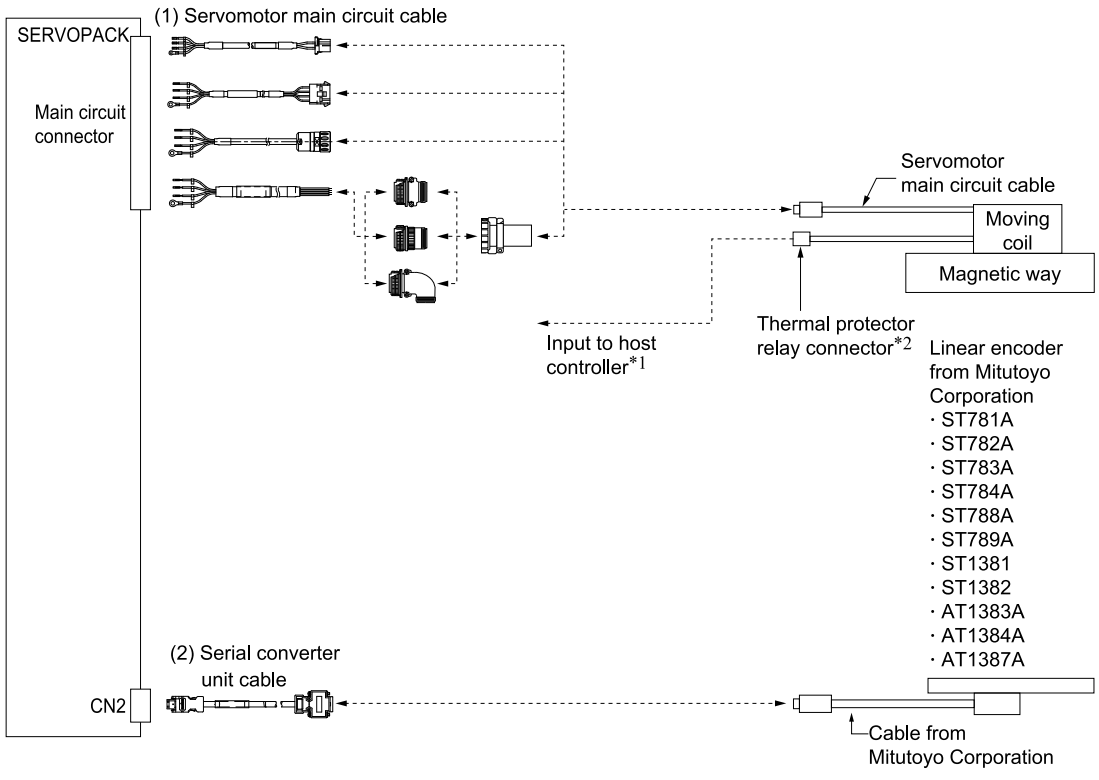 (1) Servomotor main circuit cable
SERVOPACK
Main circuit
connector
Servomotor
main circuit cable
Moving
coil
Magnetic way
Thermal protector
relay connector*2
Input to host
controller*1
Linear encoder
from Mitutoyo
Corporation
· ST781A
· ST782A
· ST783A
· ST784A
· ST788A
· ST789A
· ST1381
· ST1382
· AT1383A
· AT1384A
· AT1387A
(2) Serial converter
unit cable
CN2
Cable from
Mitutoyo Corporation